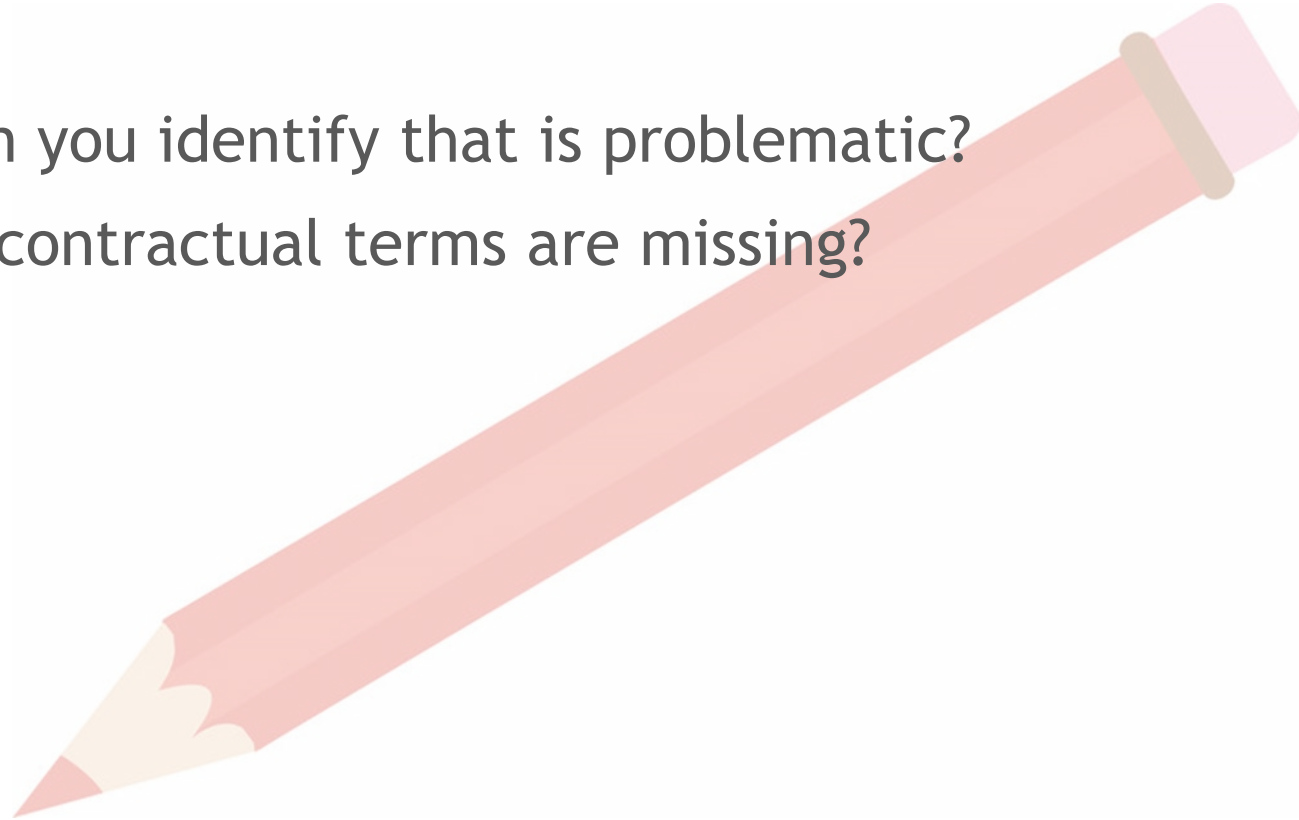 you identify that is problematic?
contractual terms are missing?